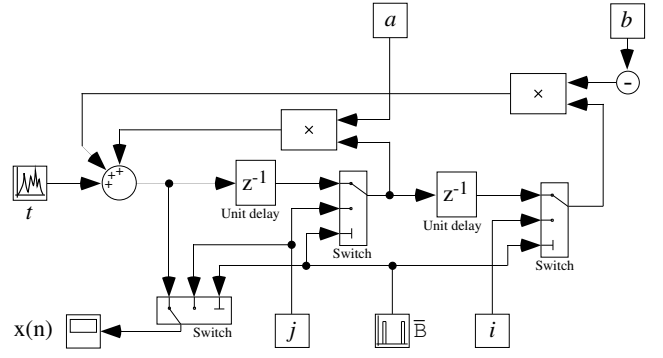 a
b
-
×
×
+
+
+
z-1
z-1
t
Unit delay
Unit delay
Switch
Switch
x(n)
Switch
j
B̅
i